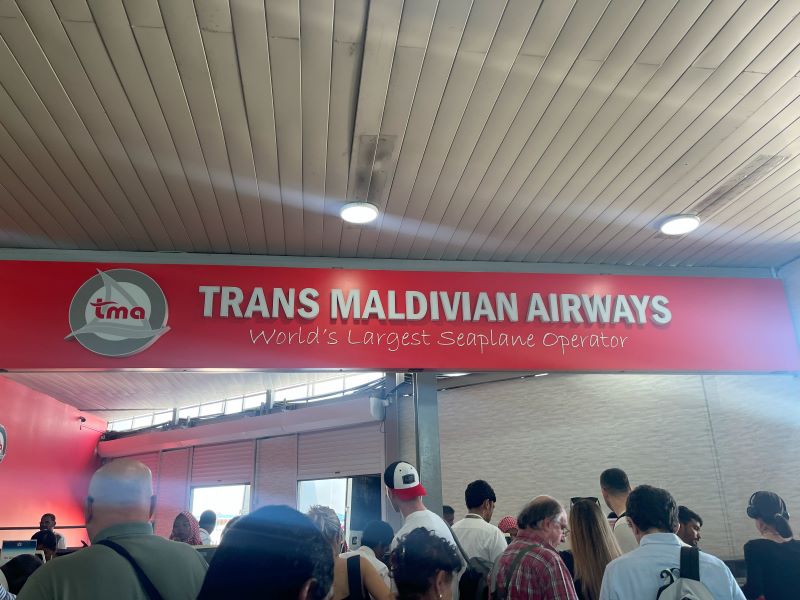 tma
TRANS MALDIVIAN AIRWAYS
World's Largest Seaplane Operator